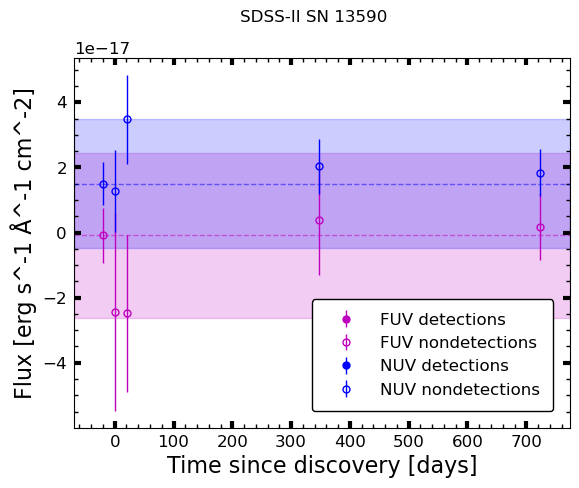 SDSS-II SN 13590
1e−17
4
2
0
−2
−4
Flux [erg s^-1 Å^-1 cm^-2]
FUV detections
FUV nondetections
NUV detections
NUV nondetections
0 100 200 300 400 500 600 700
Time since discovery [days]